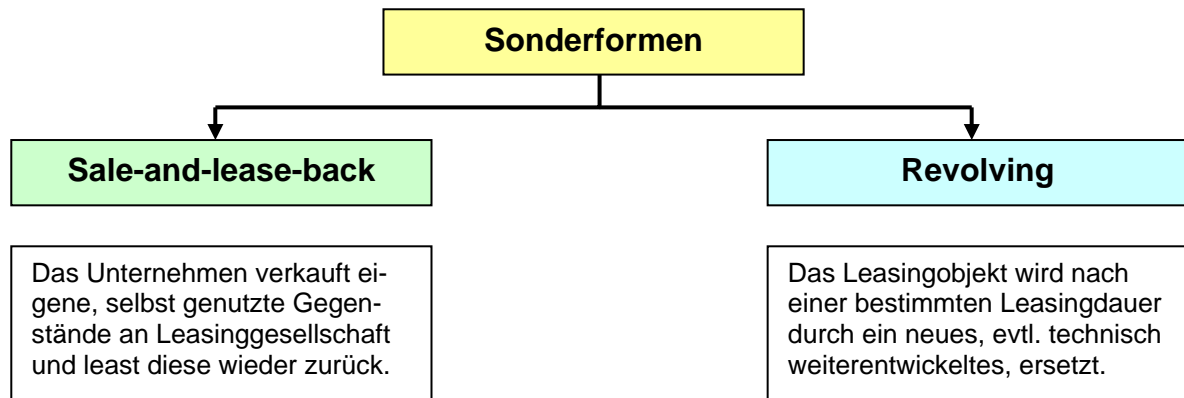 Sonderformen
Sale-and-lease-back
Revolving
Das Unternehmen verkauft ei-
gene, selbst genutzte Gegen-
stände an Leasinggesellschaft
und least diese wieder zurück.
Das Leasingobjekt wird nach
einer bestimmten Leasingdauer
durch ein neues, evtl. technisch
weiterentwickeltes, ersetzt.